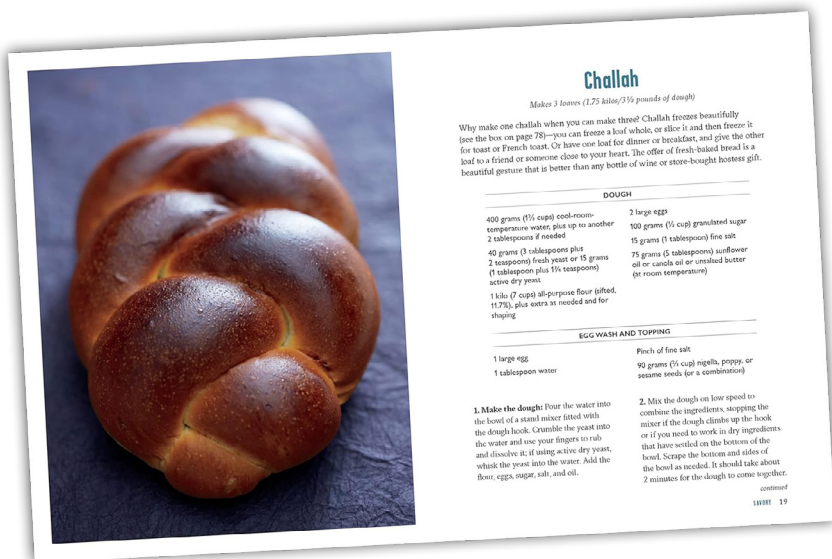 Challah
Makes 3 loaves (1.75 kilos/3½ pounds of dough)
Why make one challah when you can make three? Challah freezes beautifully
(see the box on page 78)—you can freeze a loaf whole, or slice it and then freeze it
for toast or French toast. Or have one loaf for dinner or breakfast, and give the other
loaf to a friend or someone close to your heart. The offer of fresh-baked bread is a
beautiful gesture that is better than any bottle of wine or store-bought hostess gift.
DOUGH
400 grams (1⅔ cups) cool-room-
temperature water, plus up to another
2 tablespoons if needed
40 grams (3 tablespoons plus
2 teaspoons) fresh yeast or 15 grams
(1 tablespoon plus 1¾ teaspoons)
active dry yeast
1 kilo (7 cups) all-purpose flour (sifted,
11.7%), plus extra as needed and for
shaping
2 large eggs
100 grams (½ cup) granulated sugar
15 grams (1 tablespoon) fine salt
75 grams (5 tablespoons) sunflower
oil or canola oil or unsalted butter
(at room temperature)
EGG WASH AND TOPPING
1 large egg
1 tablespoon water
Pinch of fine salt
90 grams (⅔ cup) nigella, poppy, or
sesame seeds (or a combination)
1. Make the dough: Pour the water into
the bowl of a stand mixer fitted with
the dough hook. Crumble the yeast into
the water and use your fingers to rub
and dissolve it; if using active dry yeast,
whisk the yeast into the water. Add the
flour, eggs, sugar, salt, and oil.
2. Mix the dough on low speed to
combine the ingredients, stopping the
mixer if the dough climbs up the hook
or if you need to work in dry ingredients
that have settled on the bottom of the
bowl. Scrape the bottom and sides of
the bowl as needed. It should take about
2 minutes for the dough to come together.
continued
SAVORY 19